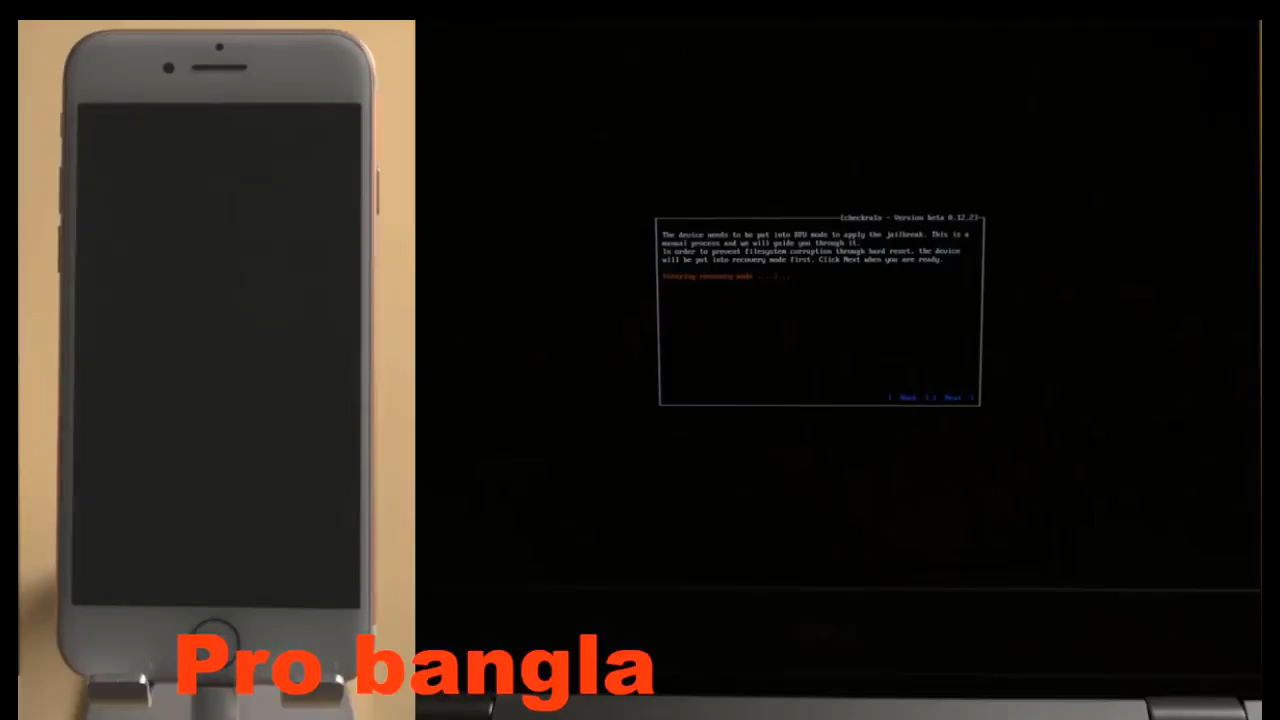 [checkra1n - Version beta 0.12.2]
The device needs to be put into DFU mode to apply the jailbreak. This is a
manual process and we will guide you through it.
In order to prevent filesystem corruption through hard reset, the device
will be put into recovery mode first. Click Next when you are ready.
Entering recovery mode
[ Back ] [ Next ]
Pro bangla